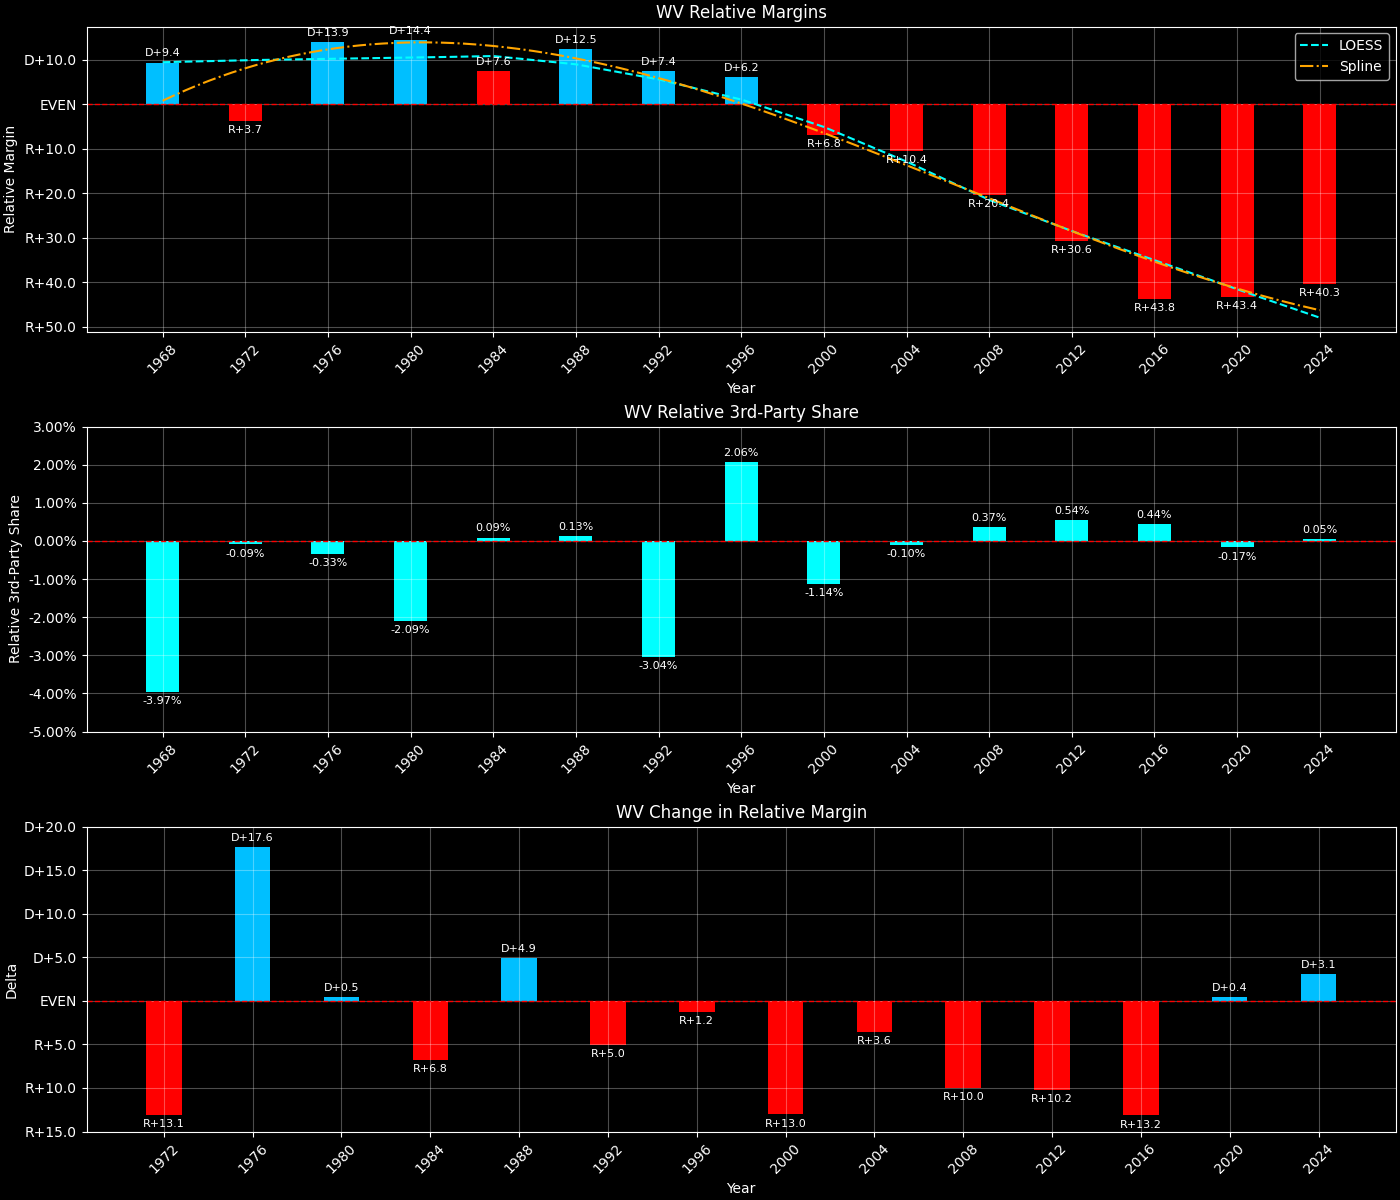 WV Relative Margins
LOESS
Spline
Relative Margin
D+10.0
EVEN
R+10.0
R+20.0
R+30.0
R+40.0
R+50.0
D+9.4
R+3.7
D+13.9
D+14.4
D+7.6
D+12.5
D+7.4
D+6.2
R+6.8
R+10.4
R+20.4
R+30.6
R+43.8
R+43.4
R+40.3
1968
1972
1976
1980
1984
1988
1992
1996
2000
2004
2008
2012
2016
2020
2024
Year
WV Relative 3rd-Party Share
Relative 3rd-Party Share
3.00%
2.00%
1.00%
0.00%
-1.00%
-2.00%
-3.00%
-4.00%
-5.00%
-3.97%
-0.09%
-0.33%
-2.09%
0.09%
0.13%
-3.04%
2.06%
-1.14%
-0.10%
0.37%
0.54%
0.44%
-0.17%
0.05%
1968
1972
1976
1980
1984
1988
1992
1996
2000
2004
2008
2012
2016
2020
2024
Year
WV Change in Relative Margin
Delta
D+20.0
D+15.0
D+10.0
D+5.0
EVEN
R+5.0
R+10.0
R+15.0
R+13.1
D+17.6
D+0.5
R+6.8
D+4.9
R+5.0
R+1.2
R+13.0
R+3.6
R+10.0
R+10.2
R+13.2
D+0.4
D+3.1
1972
1976
1980
1984
1988
1992
1996
2000
2004
2008
2012
2016
2020
2024
Year